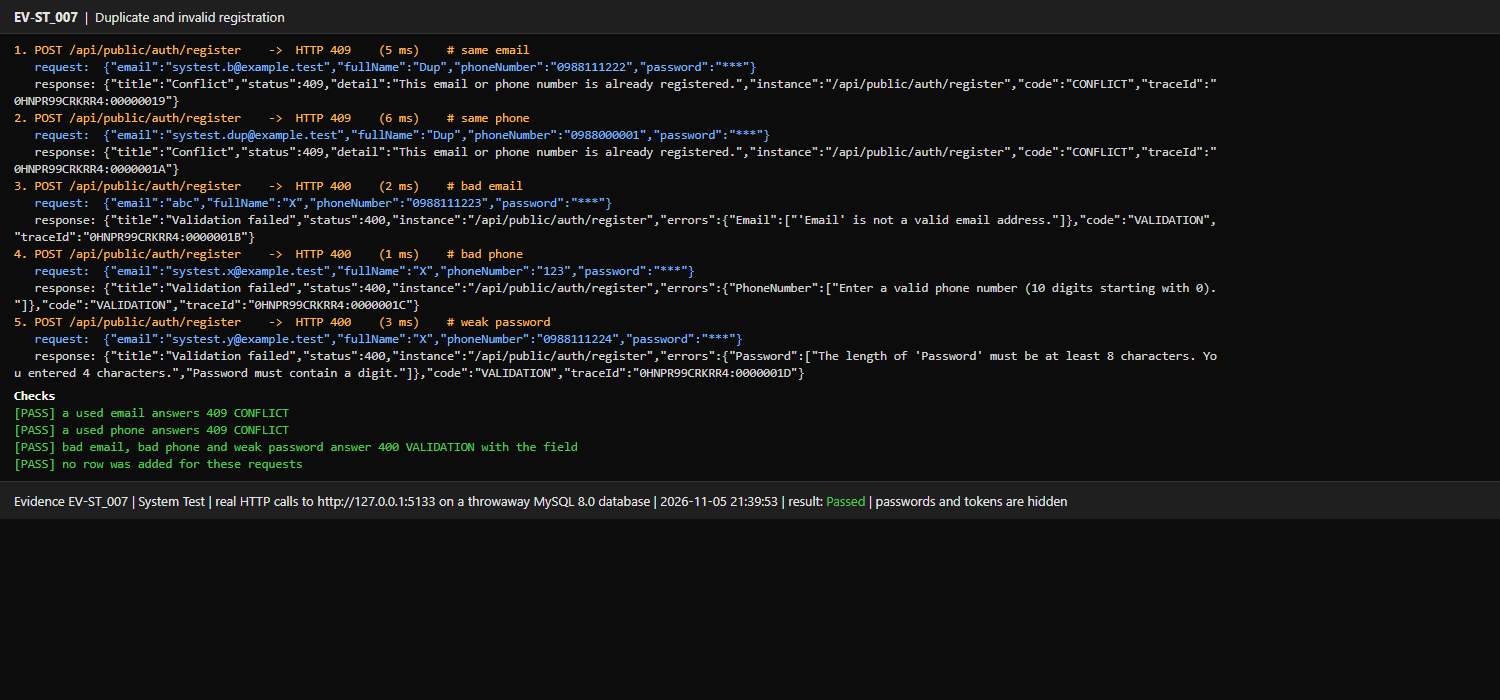 EV-ST_007 | Duplicate and invalid registration
1. POST /api/public/auth/register -> HTTP 409 (5 ms) # same email
request: {"email":"systest.b@example.test","fullName":"Dup","phoneNumber":"0988111222","password":"***"}
response: {"title":"Conflict","status":409,"detail":"This email or phone number is already registered.","instance":"/api/public/auth/register","code":"CONFLICT","traceId":"
0HNPR99CRKRR4:00000019"}
2. POST /api/public/auth/register -> HTTP 409 (6 ms) # same phone
request: {"email":"systest.dup@example.test","fullName":"Dup","phoneNumber":"0988000001","password":"***"}
response: {"title":"Conflict","status":409,"detail":"This email or phone number is already registered.","instance":"/api/public/auth/register","code":"CONFLICT","traceId":"
0HNPR99CRKRR4:0000001A"}
3. POST /api/public/auth/register -> HTTP 400 (2 ms) # bad email
request: {"email":"abc","fullName":"X","phoneNumber":"0988111223","password":"***"}
response: {"title":"Validation failed","status":400,"instance":"/api/public/auth/register","errors":{"Email":["'Email' is not a valid email address."]},"code":"VALIDATION",
"traceId":"0HNPR99CRKRR4:0000001B"}
4. POST /api/public/auth/register -> HTTP 400 (1 ms) # bad phone
request: {"email":"systest.x@example.test","fullName":"X","phoneNumber":"123","password":"***"}
response: {"title":"Validation failed","status":400,"instance":"/api/public/auth/register","errors":{"PhoneNumber":["Enter a valid phone number (10 digits starting with 0).
"]},"code":"VALIDATION","traceId":"0HNPR99CRKRR4:0000001C"}
5. POST /api/public/auth/register -> HTTP 400 (3 ms) # weak password
request: {"email":"systest.y@example.test","fullName":"X","phoneNumber":"0988111224","password":"***"}
response: {"title":"Validation failed","status":400,"instance":"/api/public/auth/register","errors":{"Password":["The length of 'Password' must be at least 8 characters. Yo
u entered 4 characters.","Password must contain a digit."]},"code":"VALIDATION","traceId":"0HNPR99CRKRR4:0000001D"}
Checks
[PASS] a used email answers 409 CONFLICT
[PASS] a used phone answers 409 CONFLICT
[PASS] bad email, bad phone and weak password answer 400 VALIDATION with the field
[PASS] no row was added for these requests
Evidence EV-ST_007 | System Test | real HTTP calls to http://127.0.0.1:5133 on a throwaway MySQL 8.0 database | 2026-11-05 21:39:53 | result: Passed | passwords and tokens are hidden